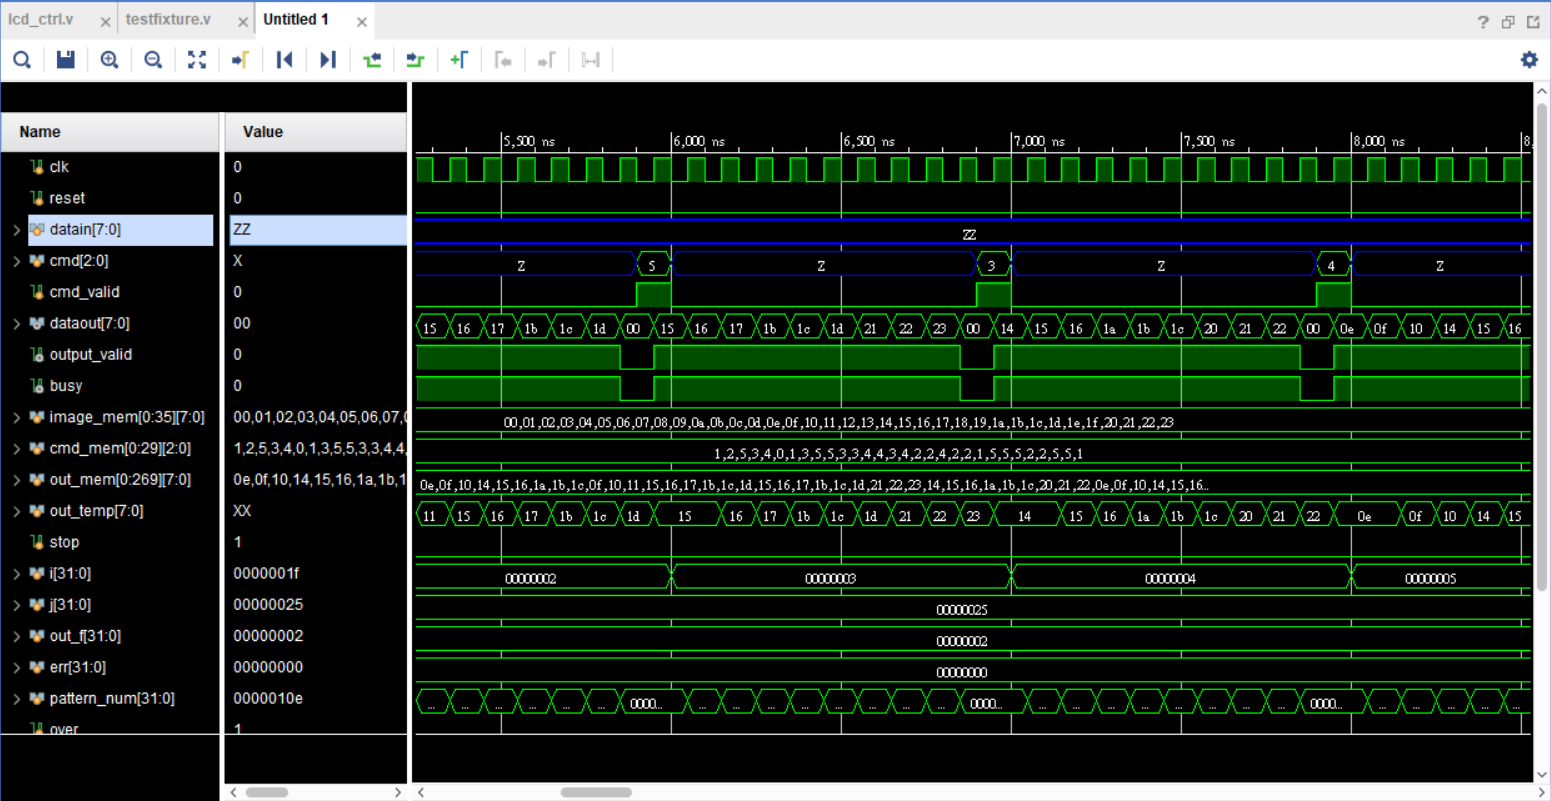 lcd_ctrl.v × testfixture.v × Untitled 1 ×
?
Name Value
5,500 ns 6,000 ns 6,500 ns 7,000 ns 7,500 ns 8,000 ns 8,
clk 0
reset 0
datain[7:0] ZZ ZZ
cmd[2:0] X Z 5 Z 3 Z 4 Z
cmd_valid 0
dataout[7:0] 00 15 16 17 1b 1c 1d 00 15 16 17 1b 1c 1d 21 22 23 00 14 15 16 1a 1b 1c 20 21 22 00 0e 0f 10 14 15 16
output_valid 0
busy 0
image_mem[0:35][7:0] 00,01,02,03,04,05,06,07,0 00,01,02,03,04,05,06,07,08,09,0a,0b,0c,0d,0e,0f,10,11,12,13,14,15,16,17,18,19,1a,1b,1c,1d,1e,1f,20,21,22,23
cmd_mem[0:29][2:0] 1,2,5,3,4,0,1,3,5,5,3,3,4,4, 1,2,5,3,4,0,1,3,5,5,3,3,4,4,3,4,2,2,4,2,2,1,5,5,5,2,2,5,5,1
out_mem[0:269][7:0] 0e,0f,10,14,15,16,1a,1b,1 0e,0f,10,14,15,16,1a,1b,1c,0f,10,11,15,16,17,1b,1c,1d,15,16,17,1b,1c,1d,21,22,23,14,15,16,1a,1b,1c,20,21,22,0e,0f,10,14,15,16...
out_temp[7:0] XX 11 15 16 17 1b 1c 1d 15 16 17 1b 1c 1d 21 22 23 14 15 16 1a 1b 1c 20 21 22 0e 0f 10 14 15
stop 1
i[31:0] 0000001f 00000002 00000003 00000004 00000005
j[31:0] 00000025 00000025
out_f[31:0] 00000002 00000002
err[31:0] 00000000 00000000
pattern_num[31:0] 0000010e ... ... ... ... ... ... 0000... ... ... ... ... ... ... ... ... 0000... ... ... ... ... ... ... ... ... 0000... ... ... ... ... ...
over 1